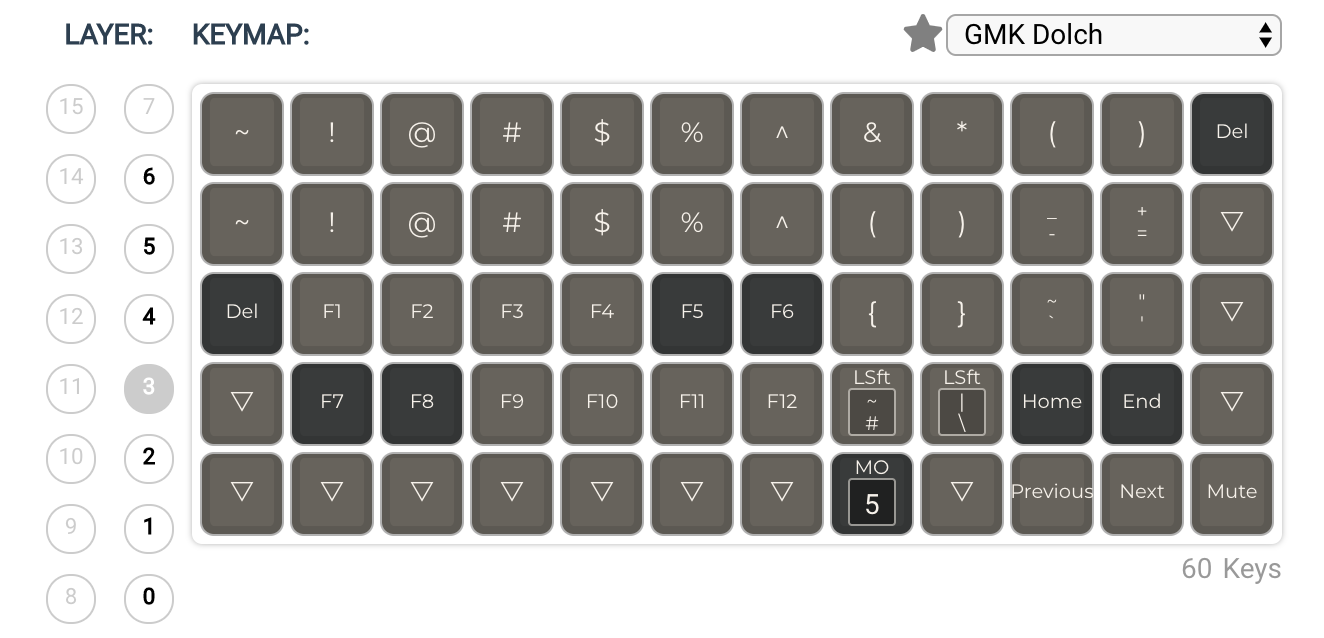 LAYER: KEYMAP: GMK Dolch
15 7 ~ ! @ # $ % ^ & * ( ) Del
14 6 ~ ! @ # $ % ^ ( ) _ - + = ▽
13 5
12 4 Del F1 F2 F3 F4 F5 F6 { } ~ ` " ' ▽
11 3 ▽ F7 F8 F9 F10 F11 F12 LSft ~ # LSft | \ Home End ▽
10 2 ▽ ▽ ▽ ▽ ▽ ▽ ▽ MO 5 ▽ Previous Next Mute
9 1
60 Keys
8 0